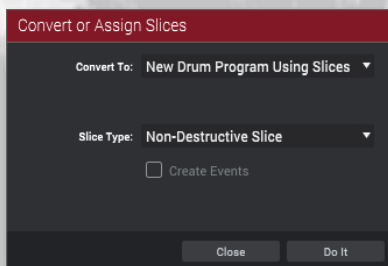 Convert or Assign Slices
Convert To: New Drum Program Using Slices
Slice Type: Non-Destructive Slice
Create Events
Close Do It